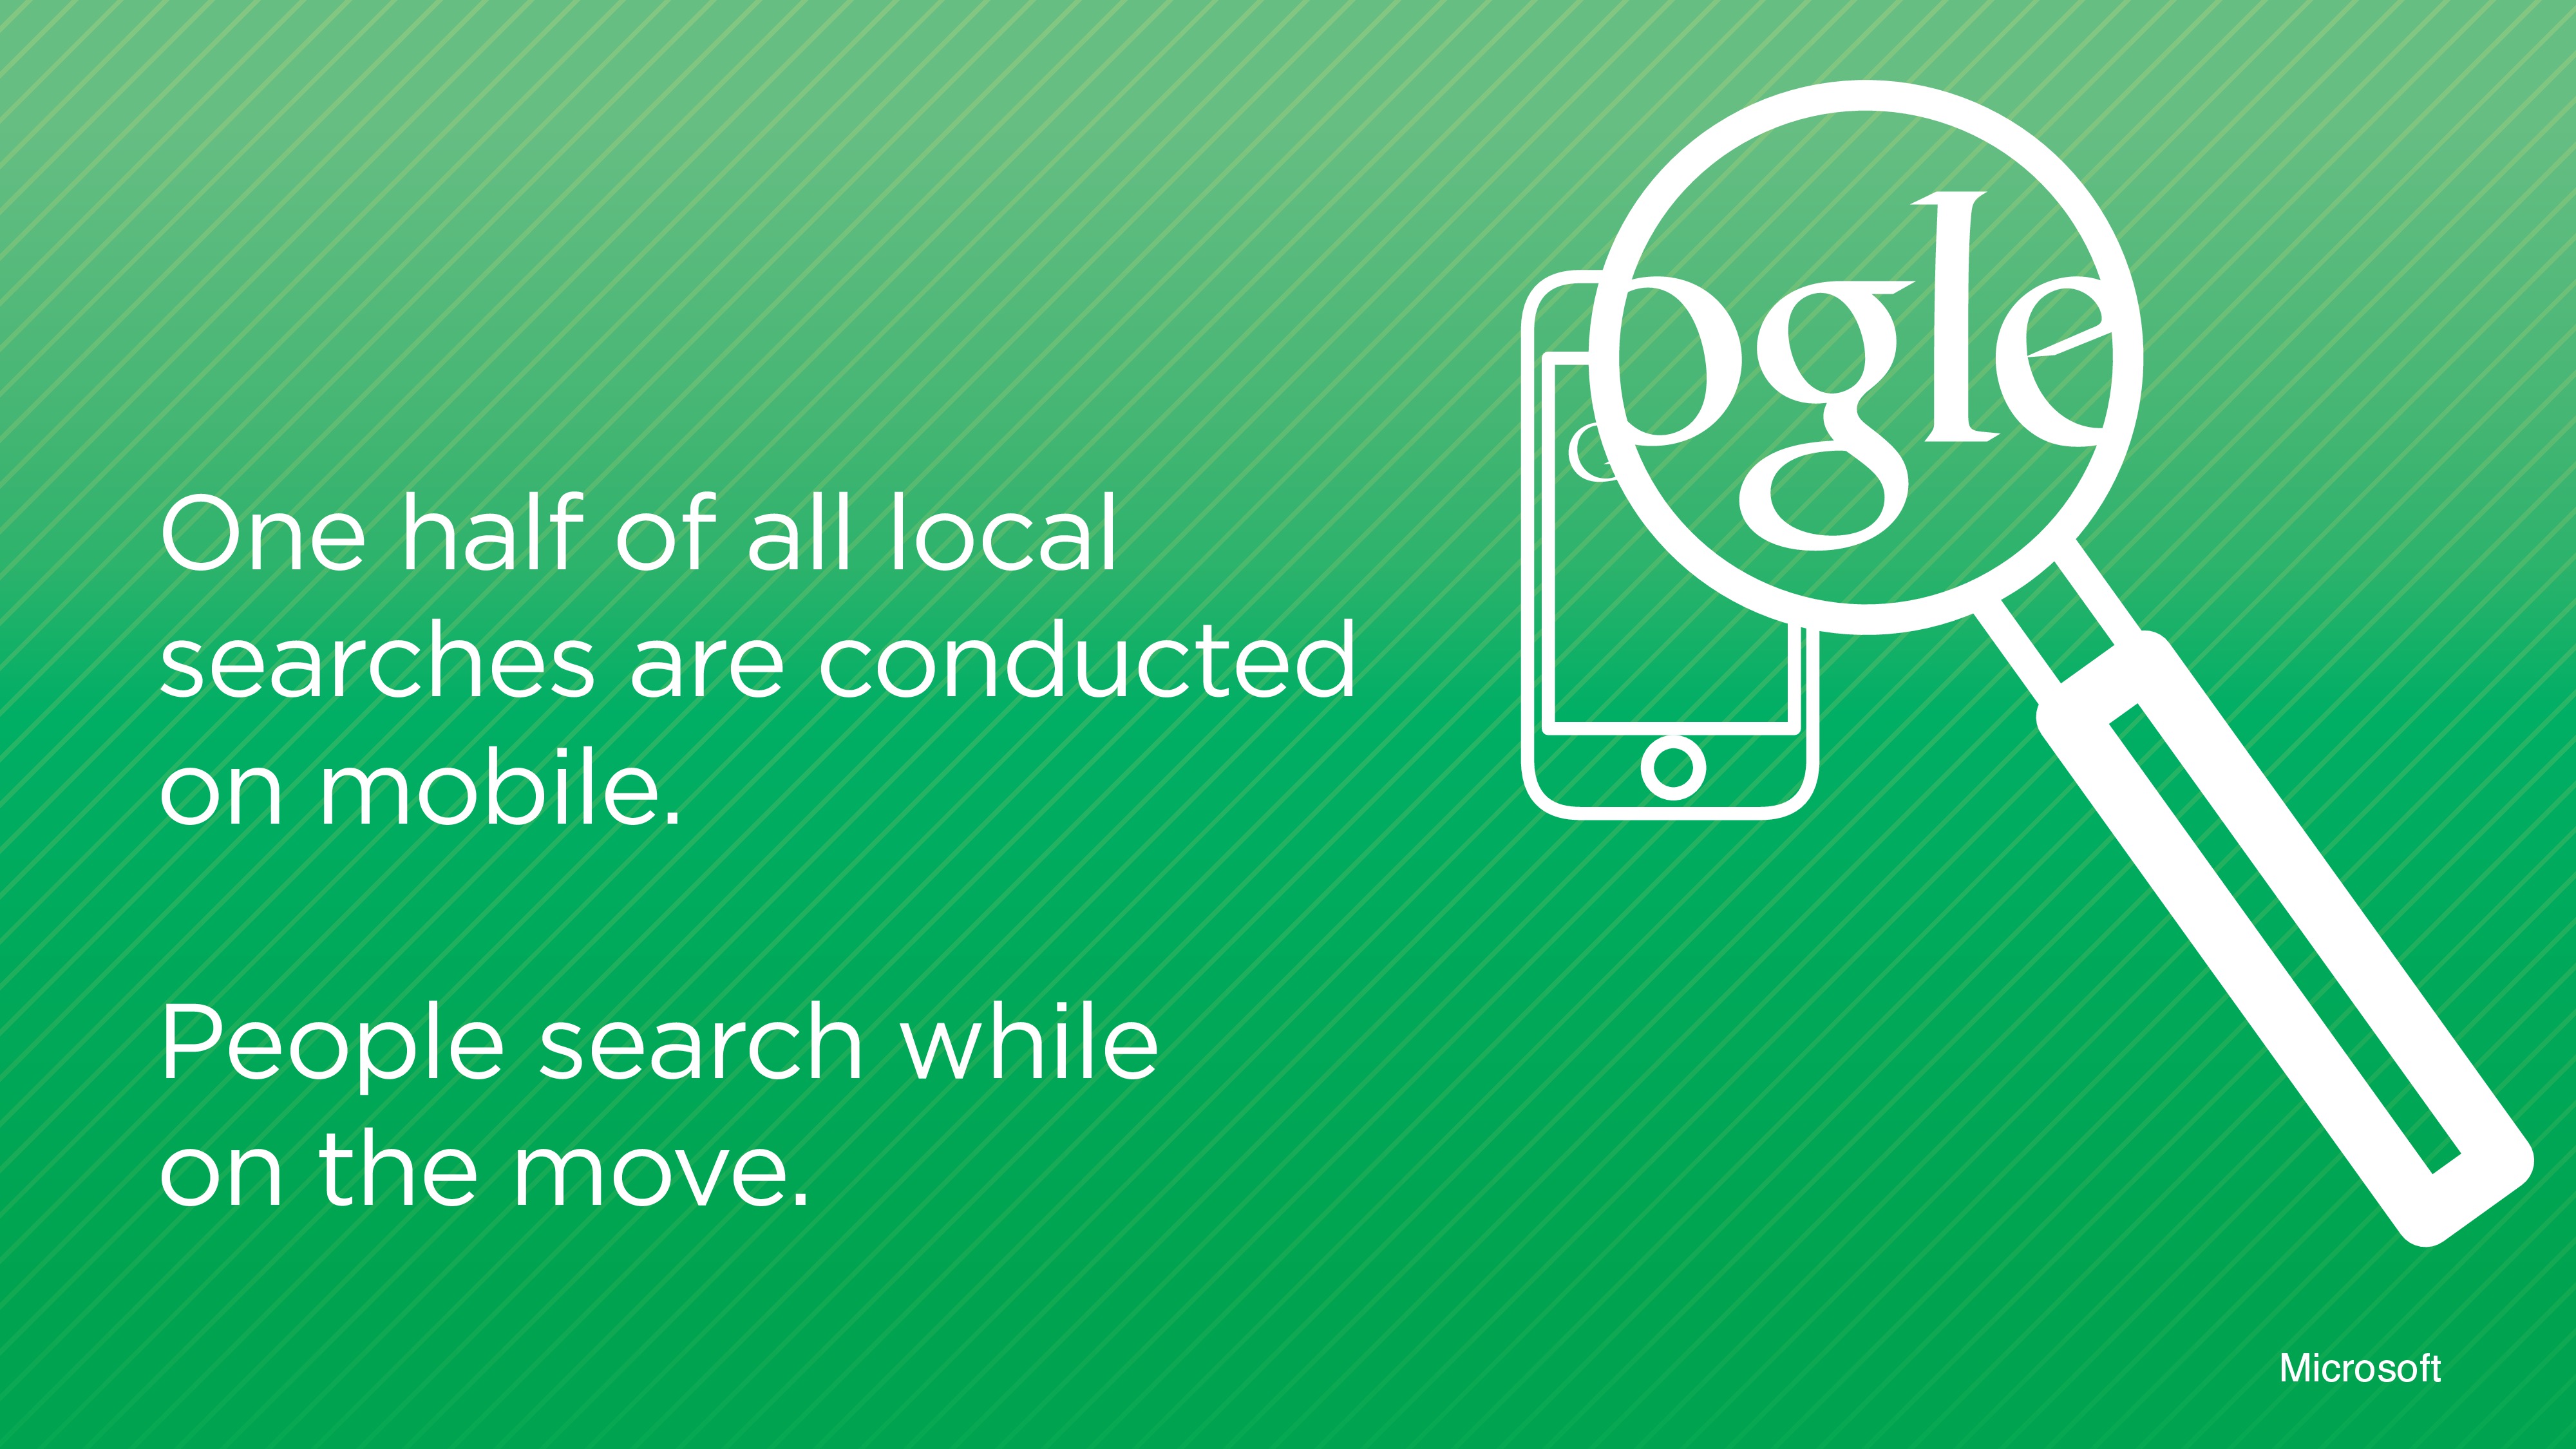 One half of all local
searches are conducted
on mobile.
People search while
on the move.
G
ogle
Microsoft